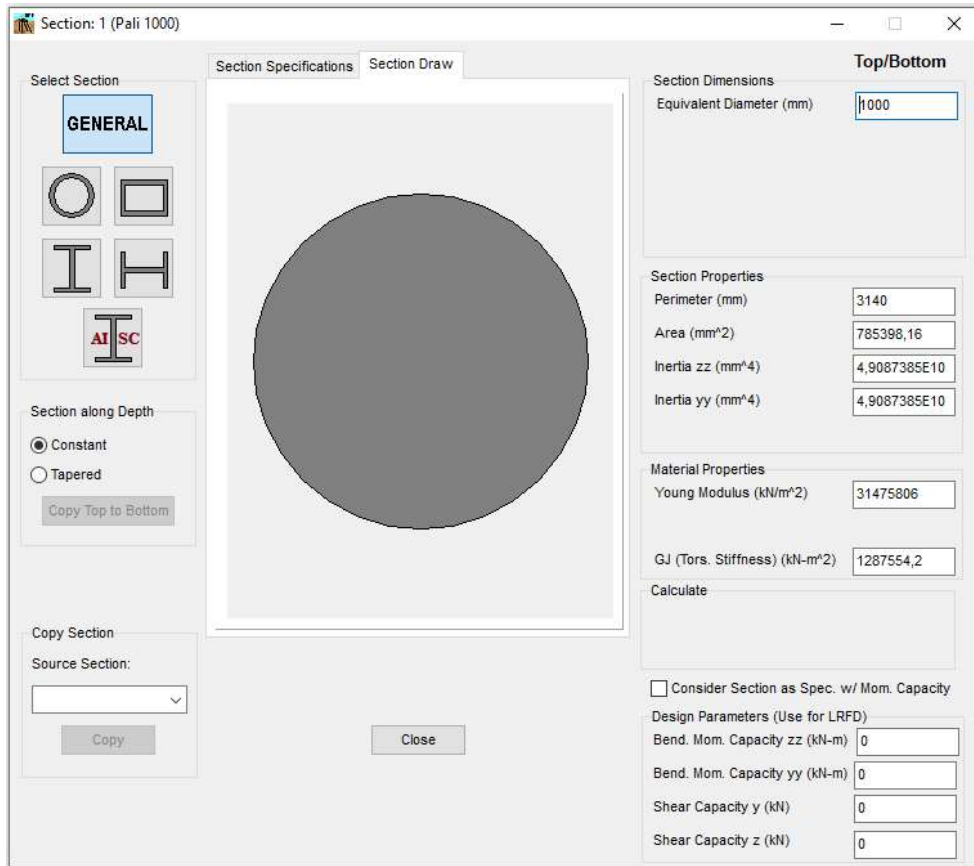 Section: 1 (Pali 1000)
Select Section
GENERAL
AISC
Section along Depth
Constant
Tapered
Copy Top to Bottom
Copy Section
Source Section:
Copy
Section Specifications
Section Draw
Close
Top/Bottom
Section Dimensions
Equivalent Diameter (mm) 1000
Section Properties
Perimeter (mm) 3140
Area (mm^2) 785398,16
Inertia zz (mm^4) 4,9087385E10
Inertia yy (mm^4) 4,9087385E10
Material Properties
Young Modulus (kN/m^2) 31475806
GJ (Tors. Stiffness) (kN-m^2) 1287554,2
Calculate
Consider Section as Spec. w/ Mom. Capacity
Design Parameters (Use for LRFD)
Bend. Mom. Capacity zz (kN-m) 0
Bend. Mom. Capacity yy (kN-m) 0
Shear Capacity y (kN) 0
Shear Capacity z (kN) 0